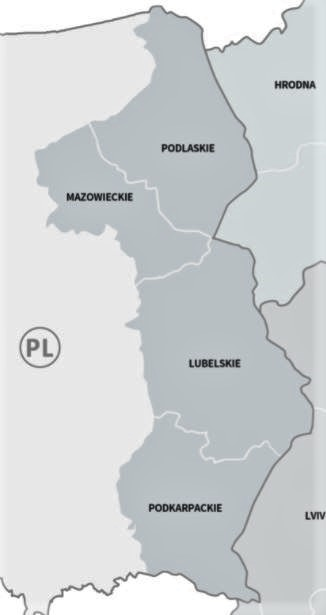 HRODNA
PODLASKIE
MAZOWIECKIE
PL
LUBELSKIE
PODKARPACKIE
LVIV